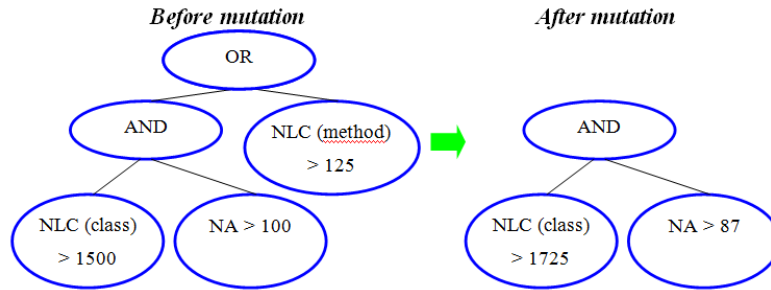 Before mutation
After mutation
OR
AND
NLC (method)
> 125
NLC (class)
> 1500
NA > 100
AND
NLC (class)
> 1725
NA > 87